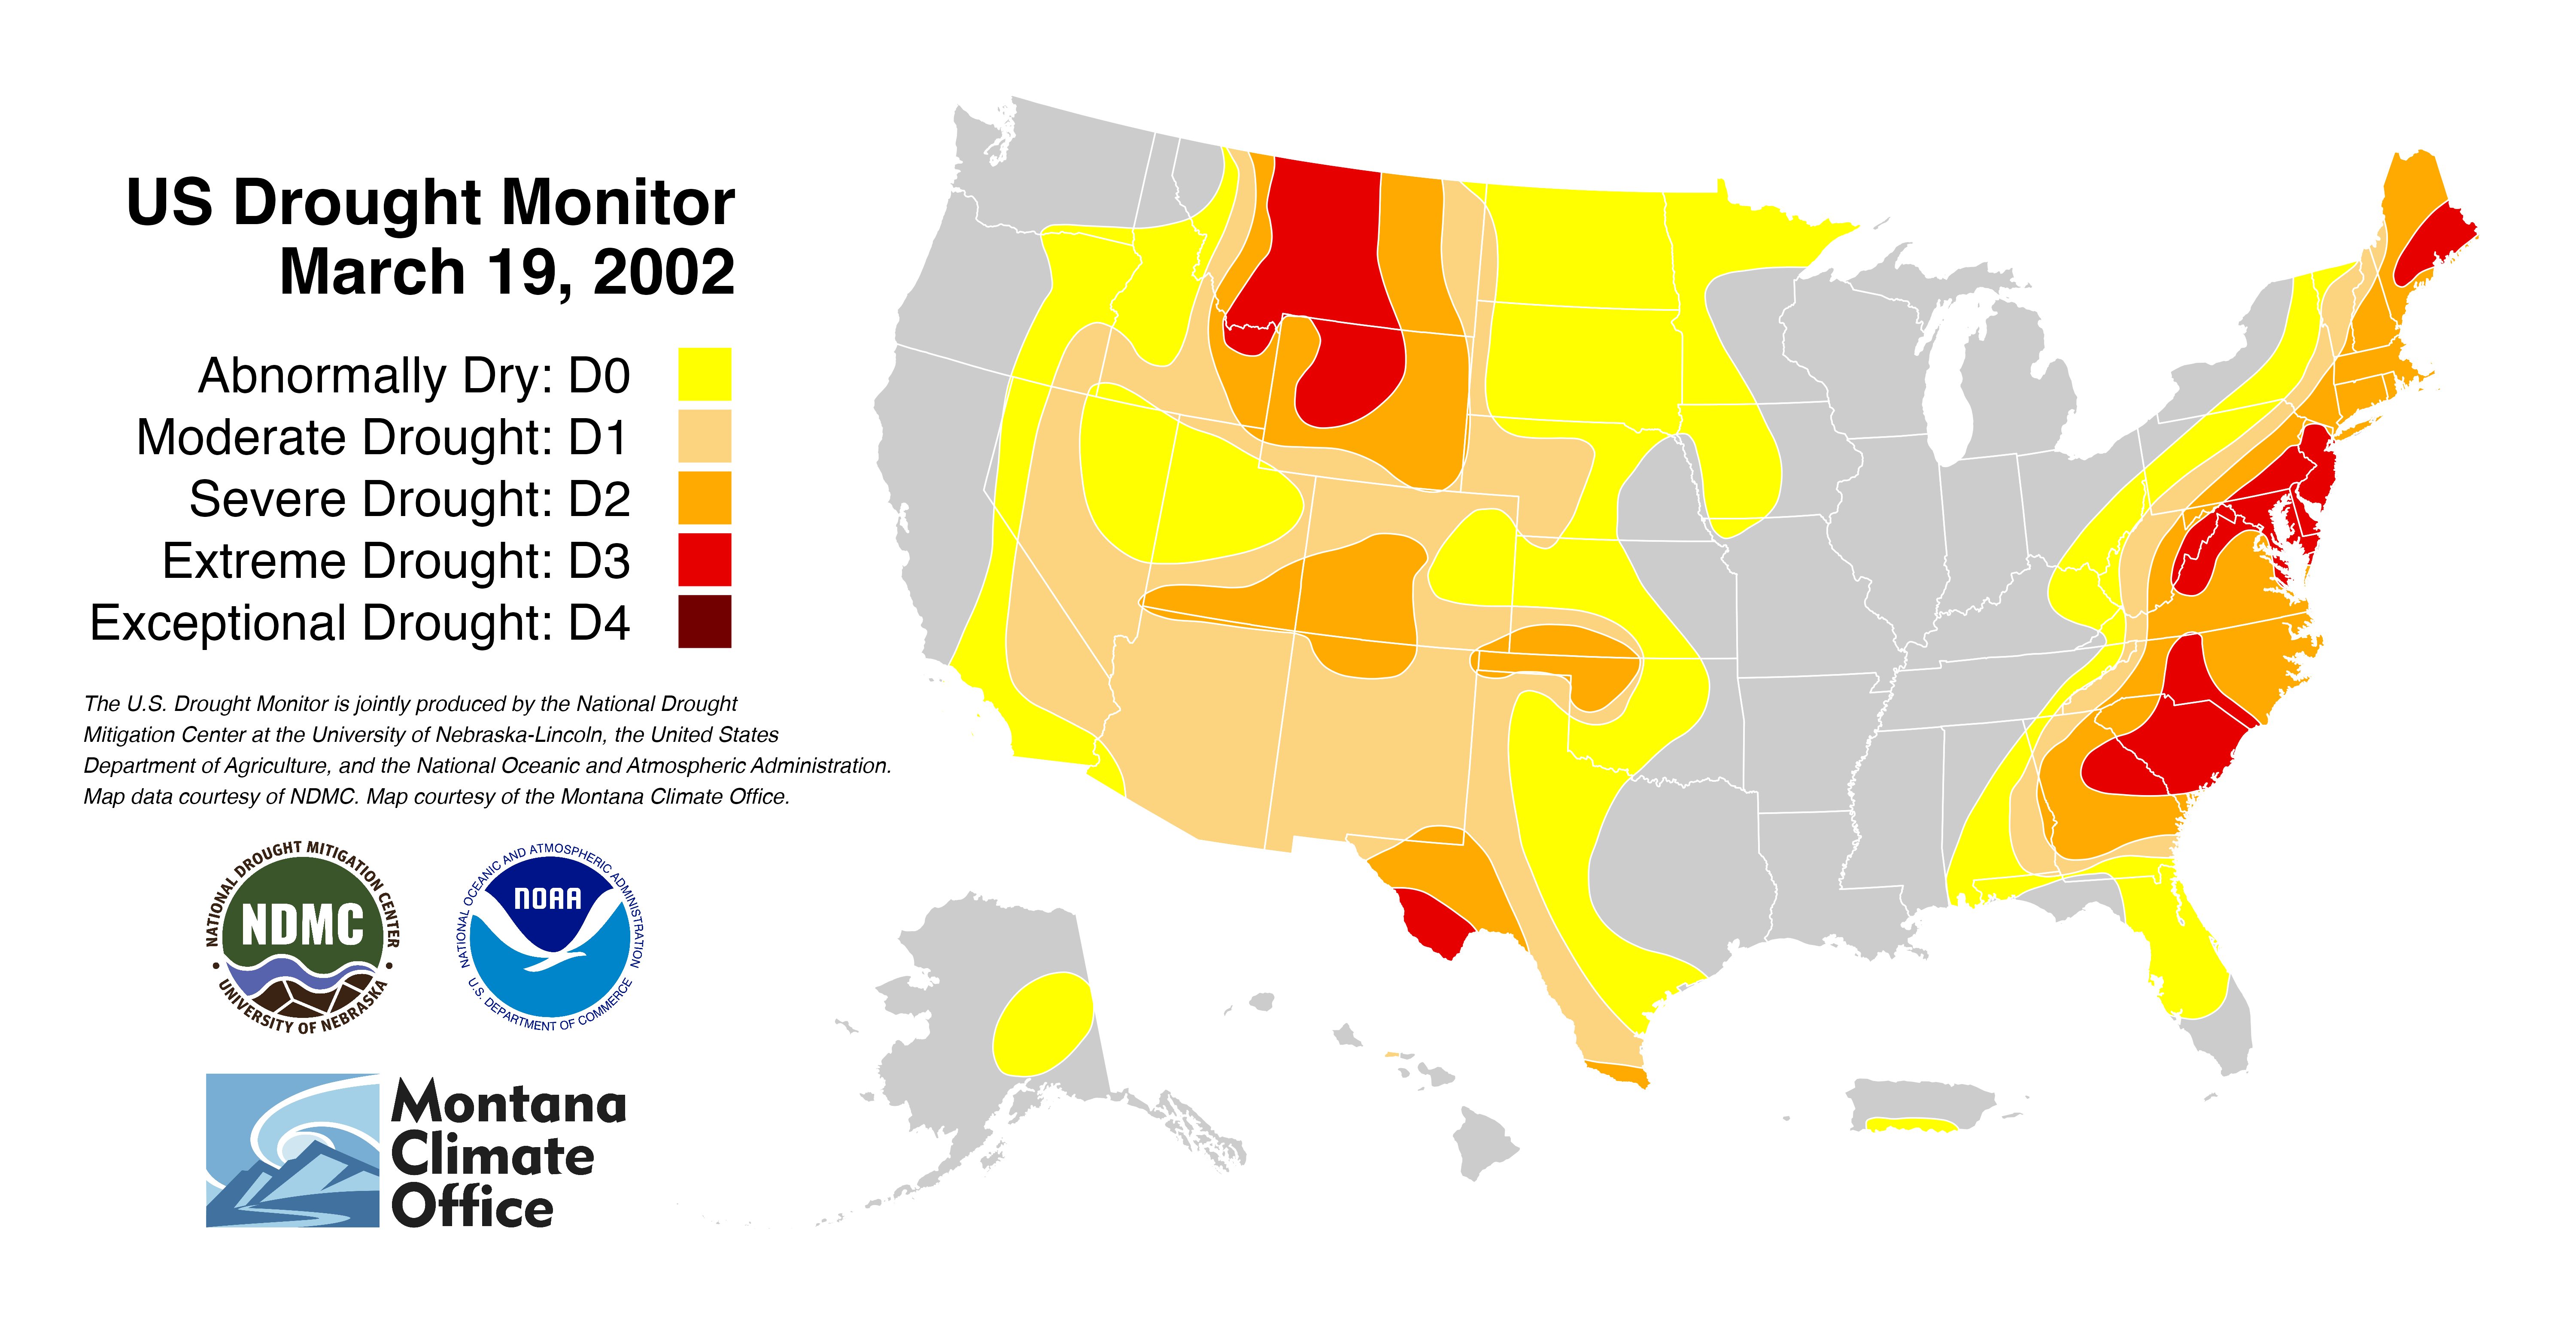 US Drought Monitor
March 19, 2002
Abnormally Dry: D0
Moderate Drought: D1
Severe Drought: D2
Extreme Drought: D3
Exceptional Drought: D4
The U.S. Drought Monitor is jointly produced by the National Drought
Mitigation Center at the University of Nebraska-Lincoln, the United States
Department of Agriculture, and the National Oceanic and Atmospheric Administration.
Map data courtesy of NDMC. Map courtesy of the Montana Climate Office.
NATIONAL DROUGHT MITIGATION CENTER
NDMC
• UNIVERSITY OF NEBRASKA •
NATIONAL OCEANIC AND ATMOSPHERIC ADMINISTRATION
NOAA
U.S. DEPARTMENT OF COMMERCE
Montana
Climate
Office